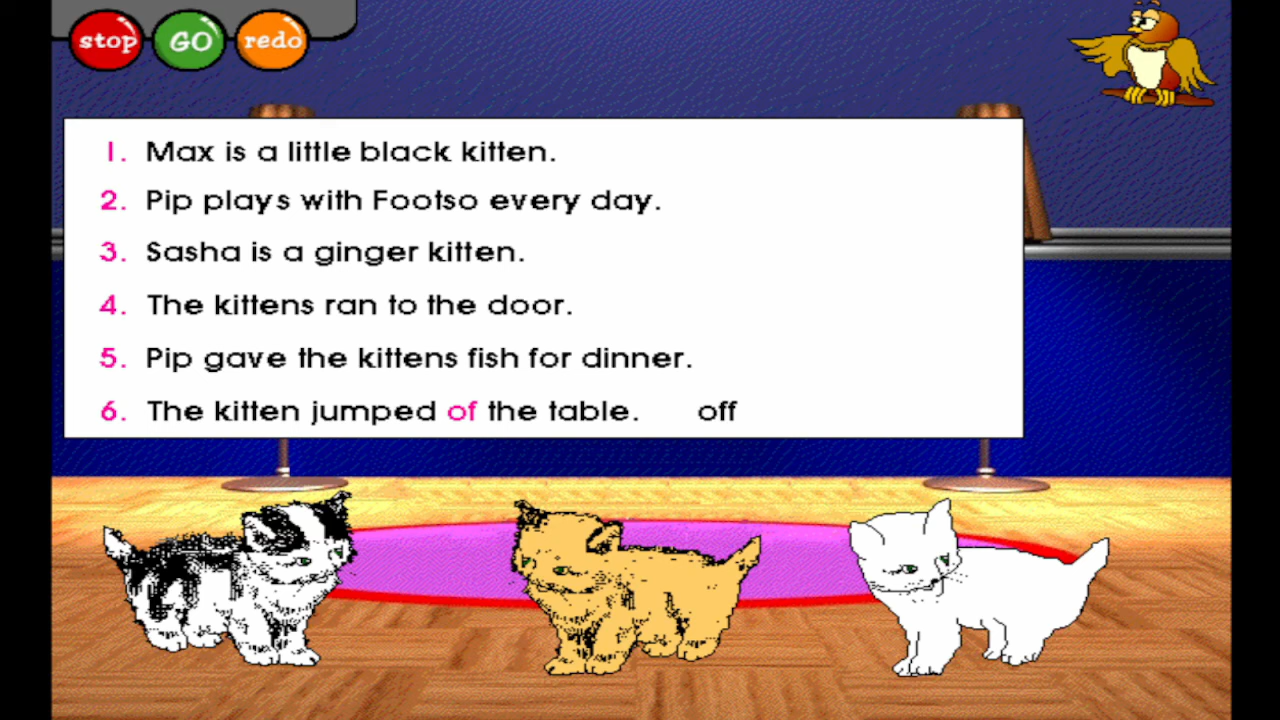 stop GO redo
1. Max is a little black kitten.
2. Pip plays with Footso every day.
3. Sasha is a ginger kitten.
4. The kittens ran to the door.
5. Pip gave the kittens fish for dinner.
6. The kitten jumped of the table. off